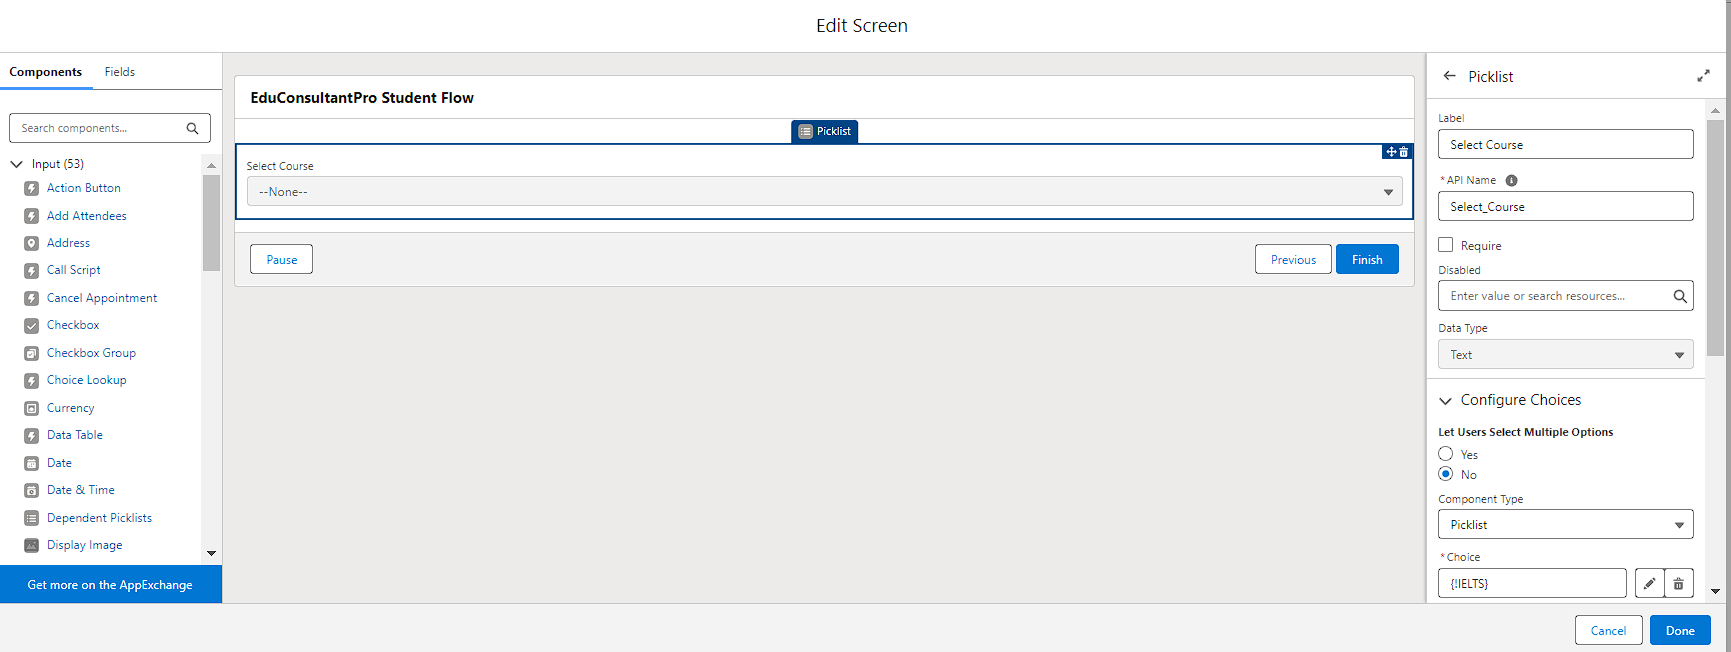 Edit Screen
Components
Fields
Search components...
Input (53)
Action Button
Add Attendees
Address
Call Script
Cancel Appointment
Checkbox
Checkbox Group
Choice Lookup
Currency
Data Table
Date
Date & Time
Dependent Picklists
Display Image
Get more on the AppExchange
EduConsultantPro Student Flow
Picklist
Select Course
--None--
Pause
Previous
Finish
Picklist
Label
Select Course
*API Name
Select_Course
Require
Disabled
Enter value or search resources...
Data Type
Text
Configure Choices
Let Users Select Multiple Options
Yes
No
Component Type
Picklist
*Choice
{!IELTS}
Cancel
Done